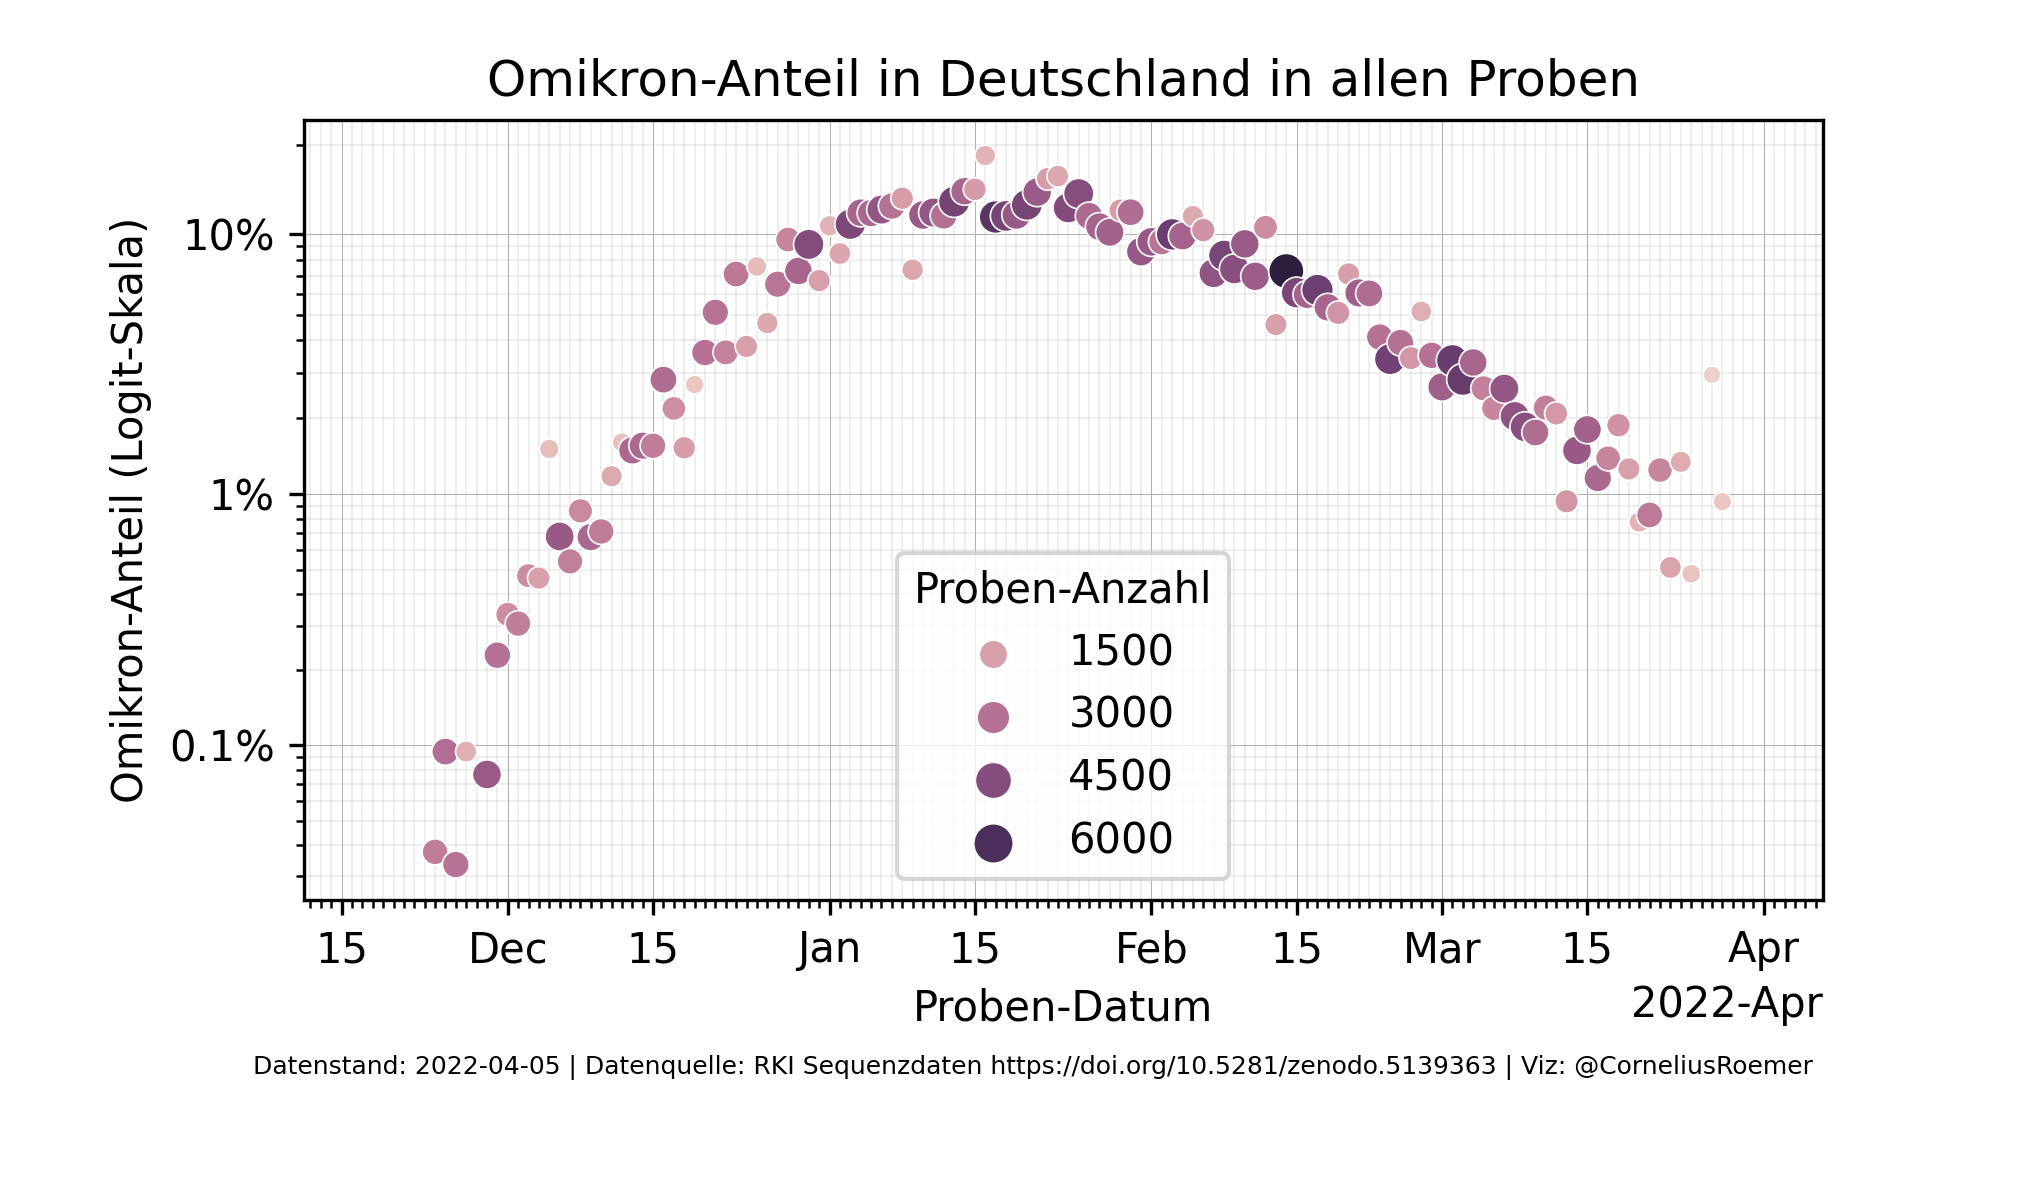 Omikron-Anteil in Deutschland in allen Proben
Omikron-Anteil (Logit-Skala)
10%
1%
0.1%
Proben-Anzahl
1500
3000
4500
6000
15 Dec 15 Jan 15 Feb 15 Mar 15 Apr
Proben-Datum
2022-Apr
Datenstand: 2022-04-05 | Datenquelle: RKI Sequenzdaten https://doi.org/10.5281/zenodo.5139363 | Viz: @CorneliusRoemer